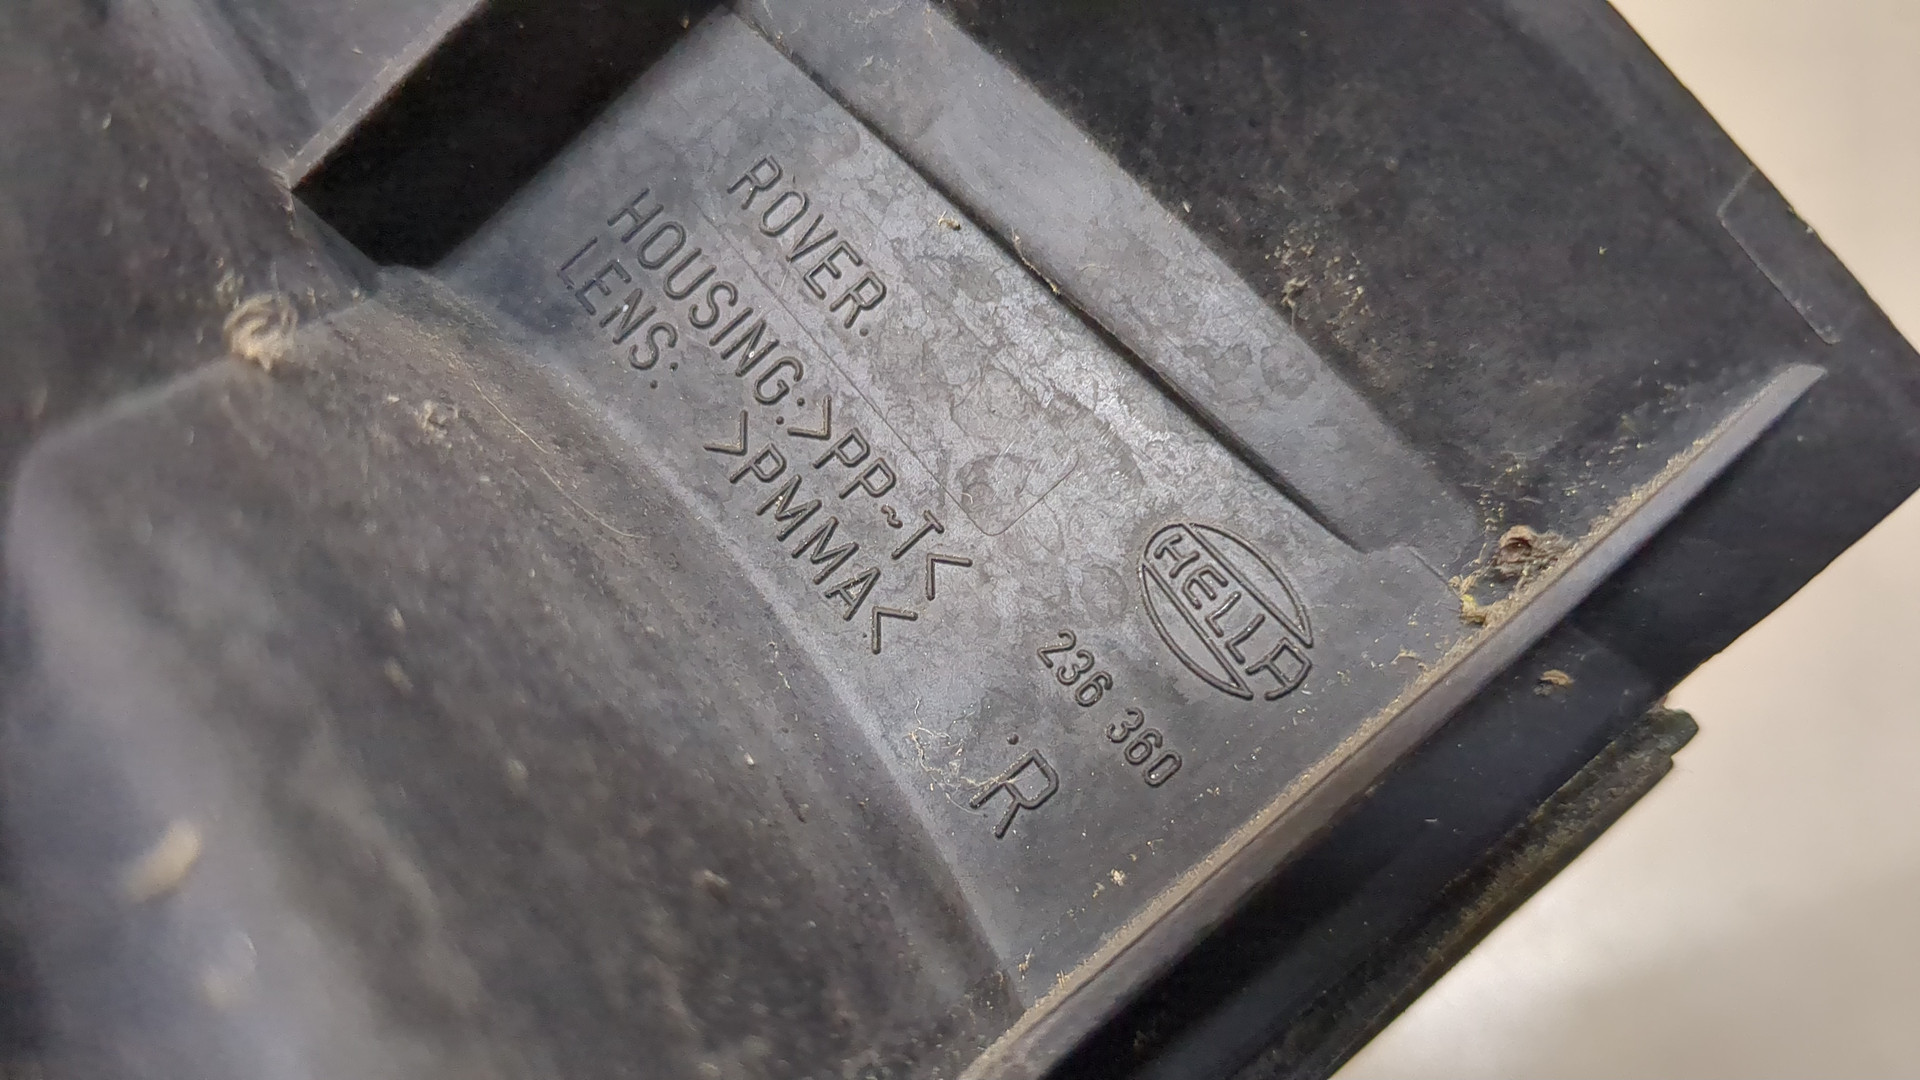 ROVER.
HOUSING:>PP-T<
LENS: >PMMA<
HELLA
236 360
R